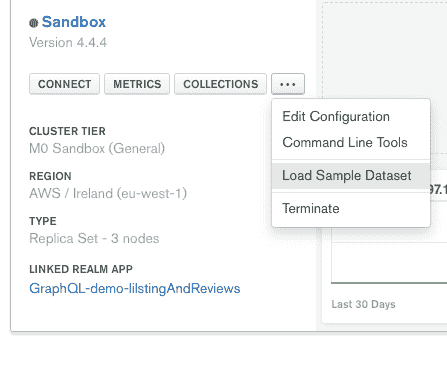 Sandbox
Version 4.4.4
CONNECT METRICS COLLECTIONS ...
Edit Configuration
Command Line Tools
Load Sample Dataset
Terminate
CLUSTER TIER
M0 Sandbox (General)
REGION
AWS / Ireland (eu-west-1)
TYPE
Replica Set - 3 nodes
LINKED REALM APP
GraphQL-demo-lilstingAndReviews
97.1
Last 30 Days